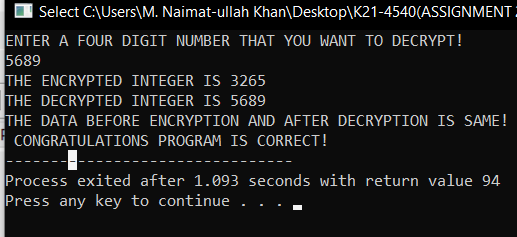 Select C:\Users\M. Naimat-ullah Khan\Desktop\K21-4540(ASSIGNMENT
ENTER A FOUR DIGIT NUMBER THAT YOU WANT TO DECRYPT!
5689
THE ENCRYPTED INTEGER IS 3265
THE DECRYPTED INTEGER IS 5689
THE DATA BEFORE ENCRYPTION AND AFTER DECRYPTION IS SAME!
 CONGRATULATIONS PROGRAM IS CORRECT!
--------------------------------
Process exited after 1.093 seconds with return value 94
Press any key to continue . . .